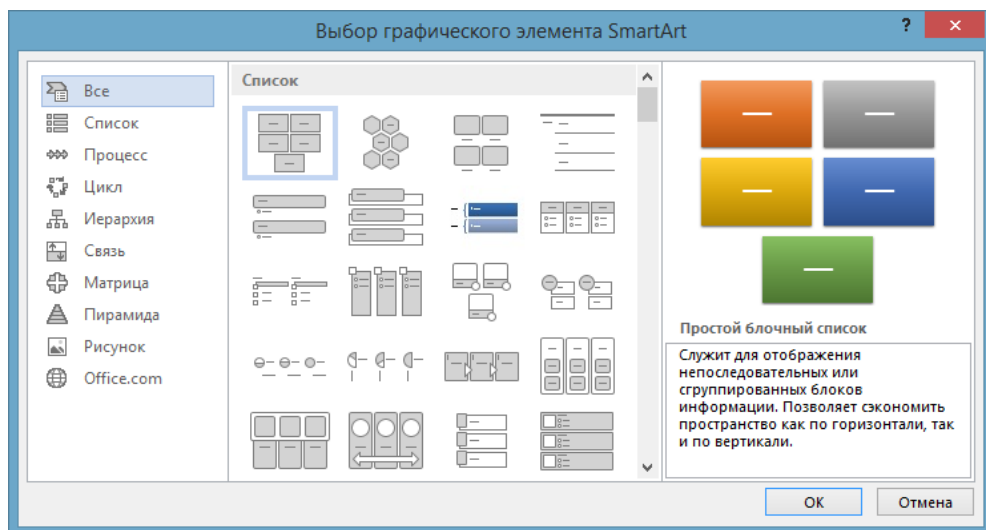 Выбор графического элемента SmartArt
?
Все
Список
Процесс
Цикл
Иерархия
Связь
Матрица
Пирамида
Рисунок
Office.com
Список
Простой блочный список
Служит для отображения
непоследовательных или
сгруппированных блоков
информации. Позволяет сэкономить
пространство как по горизонтали, так
и по вертикали.
ОК
Отмена